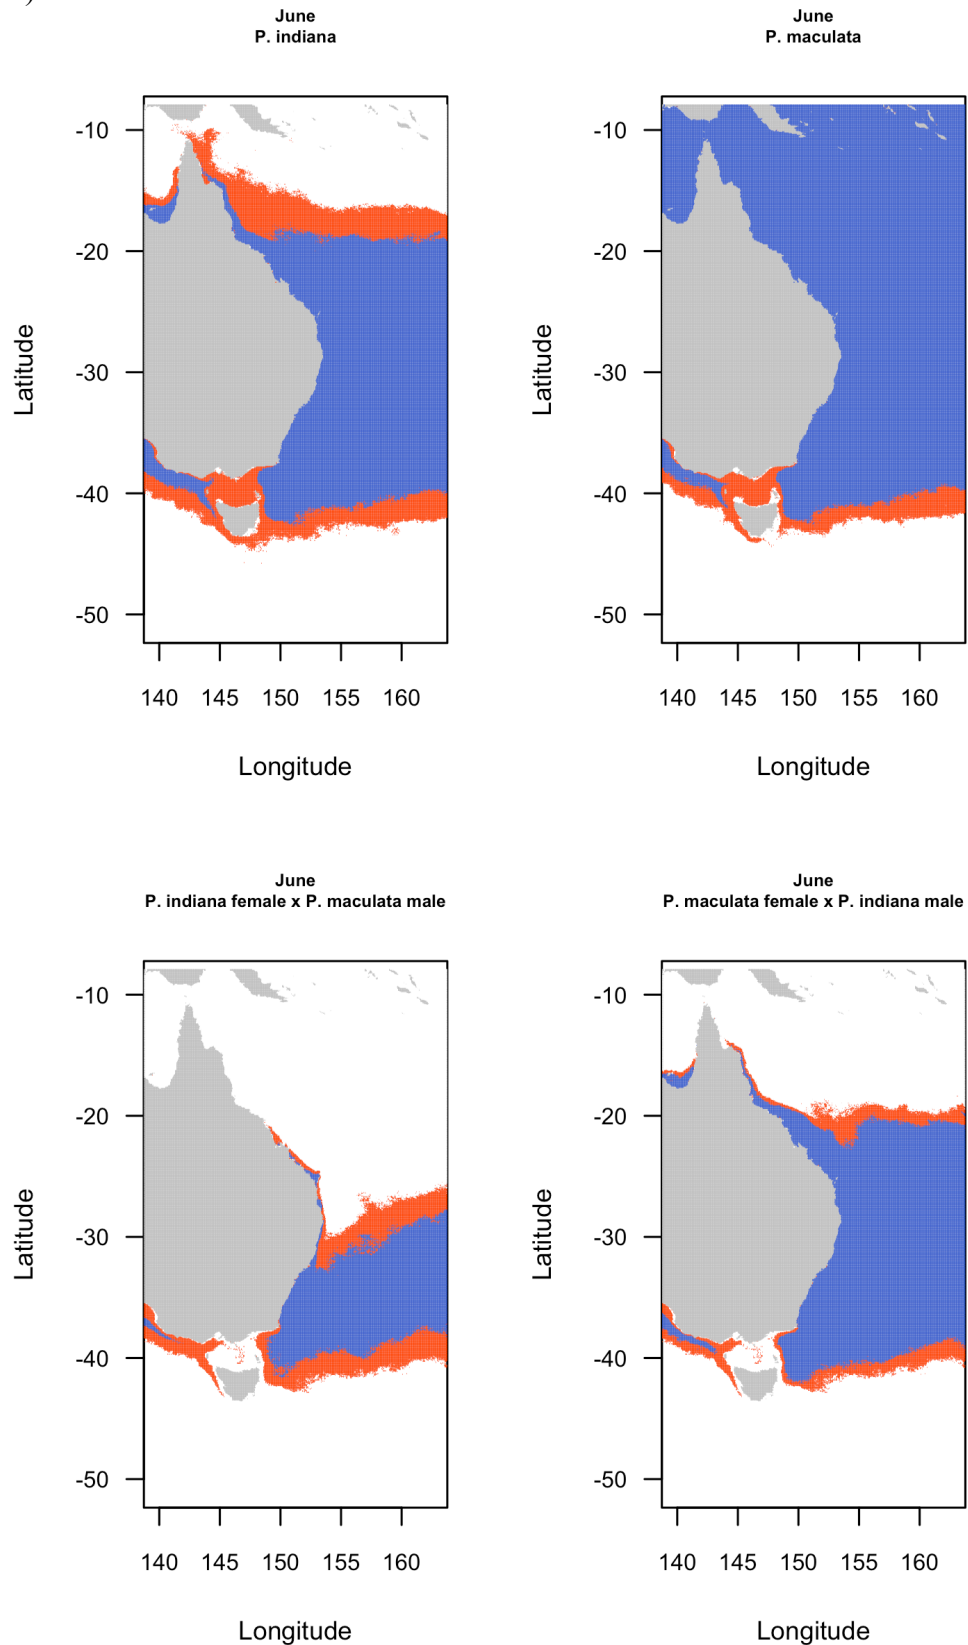 )
June
P. indiana
-10
-20
-30
-40
-50
Latitude
140 145 150 155 160
Longitude
June
P. maculata
-10
-20
-30
-40
-50
Latitude
140 145 150 155 160
Longitude
June
P. indiana female x P. maculata male
-10
-20
-30
-40
-50
Latitude
140 145 150 155 160
Longitude
June
P. maculata female x P. indiana male
-10
-20
-30
-40
-50
Latitude
140 145 150 155 160
Longitude